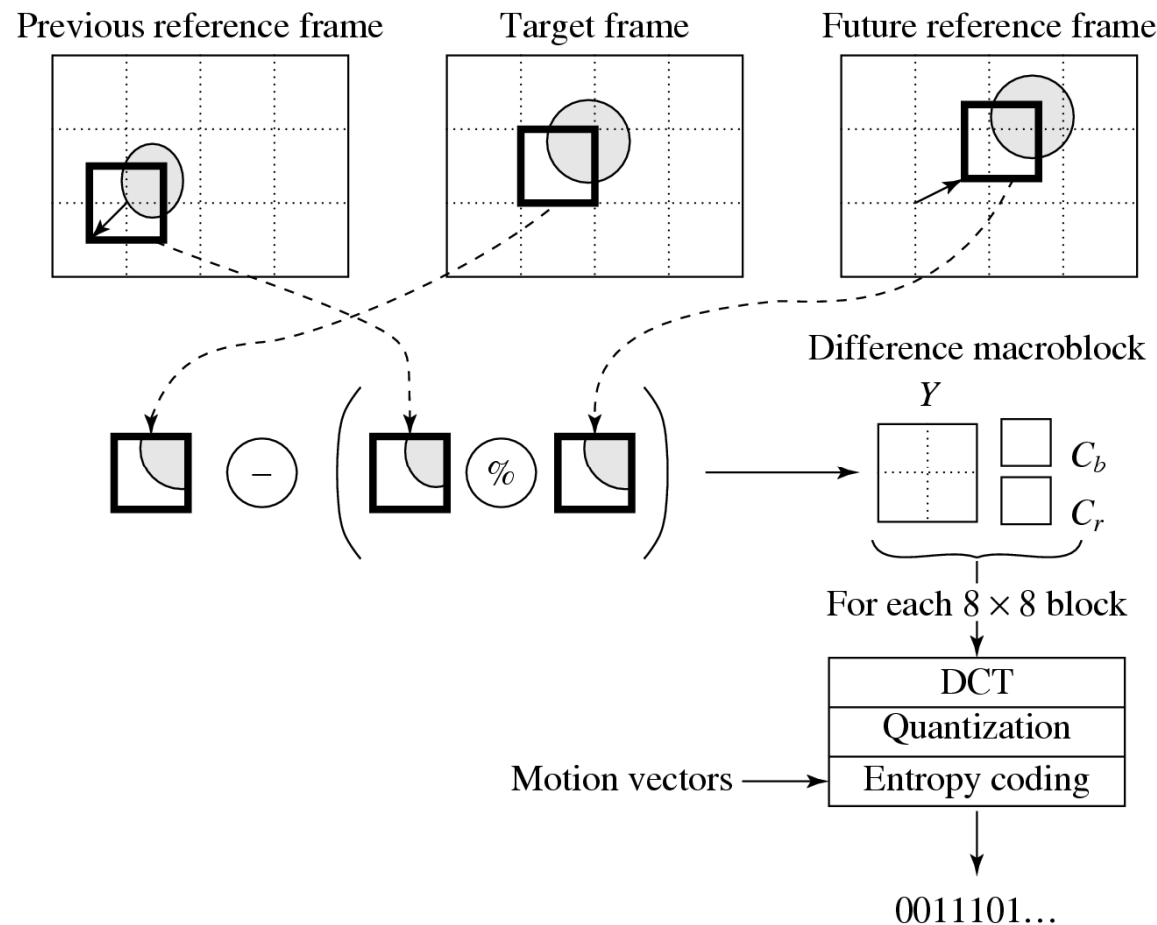 Previous reference frame
Target frame
Future reference frame
Difference macroblock
Y
−
%
C_b
C_r
For each 8 × 8 block
DCT
Quantization
Motion vectors
Entropy coding
0011101…